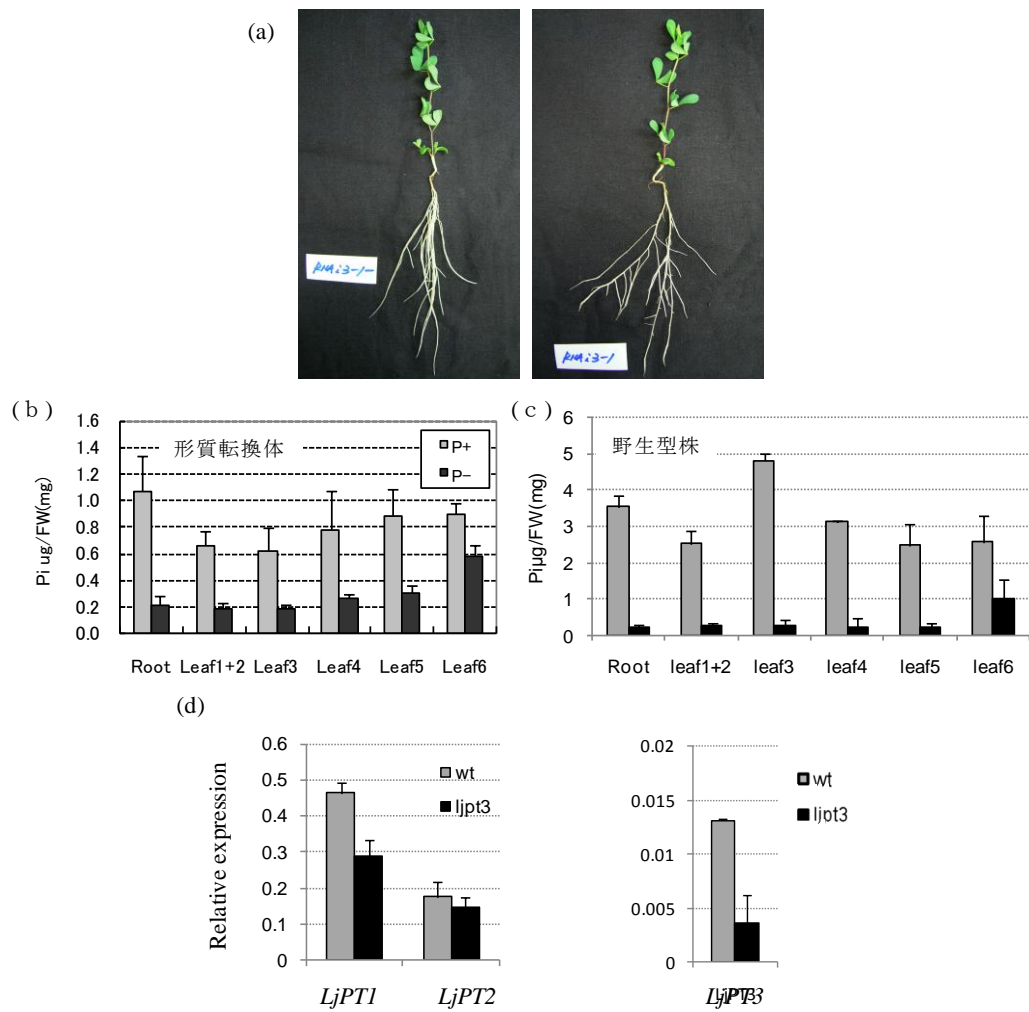 (a)
RNAi3-1-
RNAi3-1
(b)
1.6
1.4
1.2
1.0
0.8
0.6
0.4
0.2
0.0
Pi ug/FW(mg)
形質転換体
P+
P−
Root Leaf1+2 Leaf3 Leaf4 Leaf5 Leaf6
(c)
6
5
4
3
2
1
0
Piμg/FW(mg)
野生型株
Root leaf1+2 leaf3 leaf4 leaf5 leaf6
(d)
0.6
0.5
0.4
0.3
0.2
0.1
0
Relative expression
wt
ljpt3
LjPT1 LjPT2
0.02
0.015
0.01
0.005
0
wt
ljpt3
LjPT3